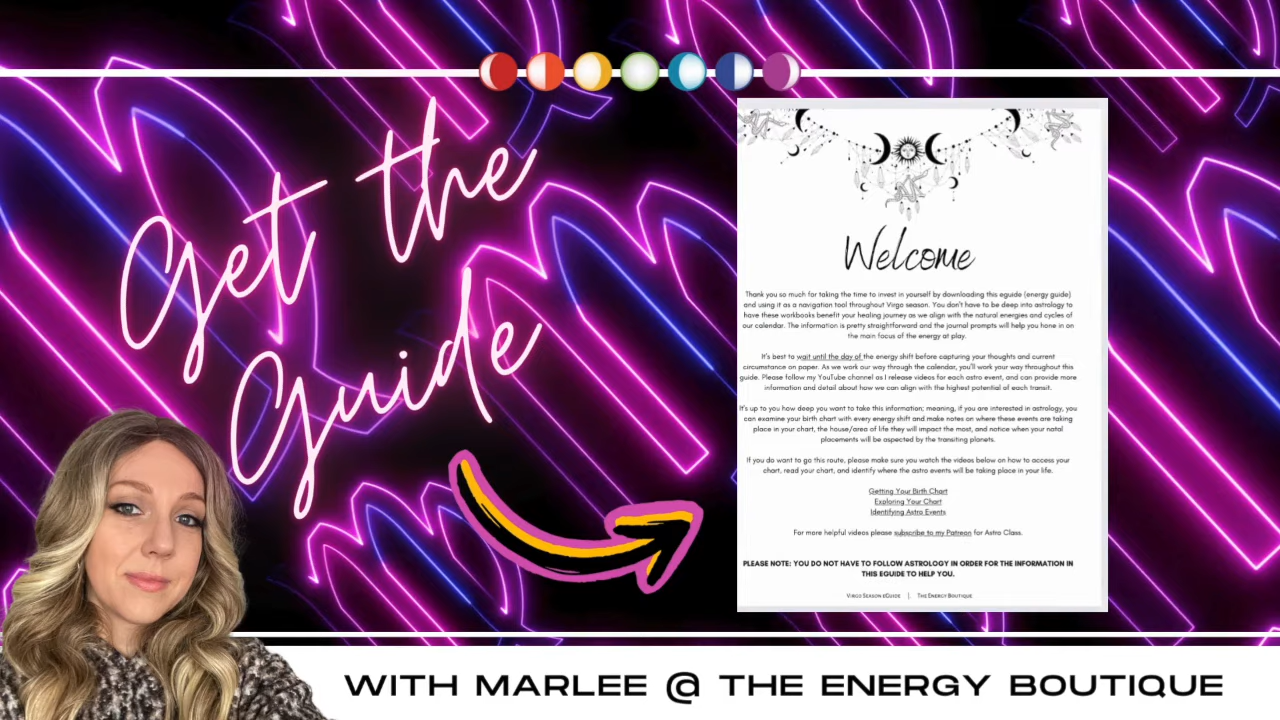 Get the
Guide
Welcome
Thank you so much for taking the time to invest in yourself by downloading this eguide (energy guide)
and using it as a navigation tool throughout Virgo season. You don't have to be deep into astrology to
have these workbooks benefit your healing journey as we align with the natural energies and cycles of
our calendar. The information is pretty straightforward and the journal prompts will help you hone in on
the main focus of the energy at play.
It's best to wait until the day of the energy shift before capturing your thoughts and current
circumstance on paper. As we work our way through the calendar, you'll work your way throughout this
guide. Please follow my YouTube channel as I release videos for each astro event, and can provide more
information and detail about how we can align with the highest potential of each transit.
It's up to you how deep you want to take this information; meaning, if you are interested in astrology, you
can examine your birth chart with every energy shift and make notes on where these events are taking
place in your chart, the house/area of life they will impact the most, and notice when your natal
placements will be aspected by the transiting planets.
If you do want to go this route, please make sure you watch the videos below on how to access your
chart, read your chart, and identify where the astro events will be taking place in your life.
Getting Your Birth Chart
Exploring Your Chart
Identifying Astro Events
For more helpful videos please subscribe to my Patreon for Astro Class.
PLEASE NOTE: YOU DO NOT HAVE TO FOLLOW ASTROLOGY IN ORDER FOR THE INFORMATION IN
THIS EGUIDE TO HELP YOU.
Virgo Season eGuide | The Energy Boutique
WITH MARLEE @ THE ENERGY BOUTIQUE